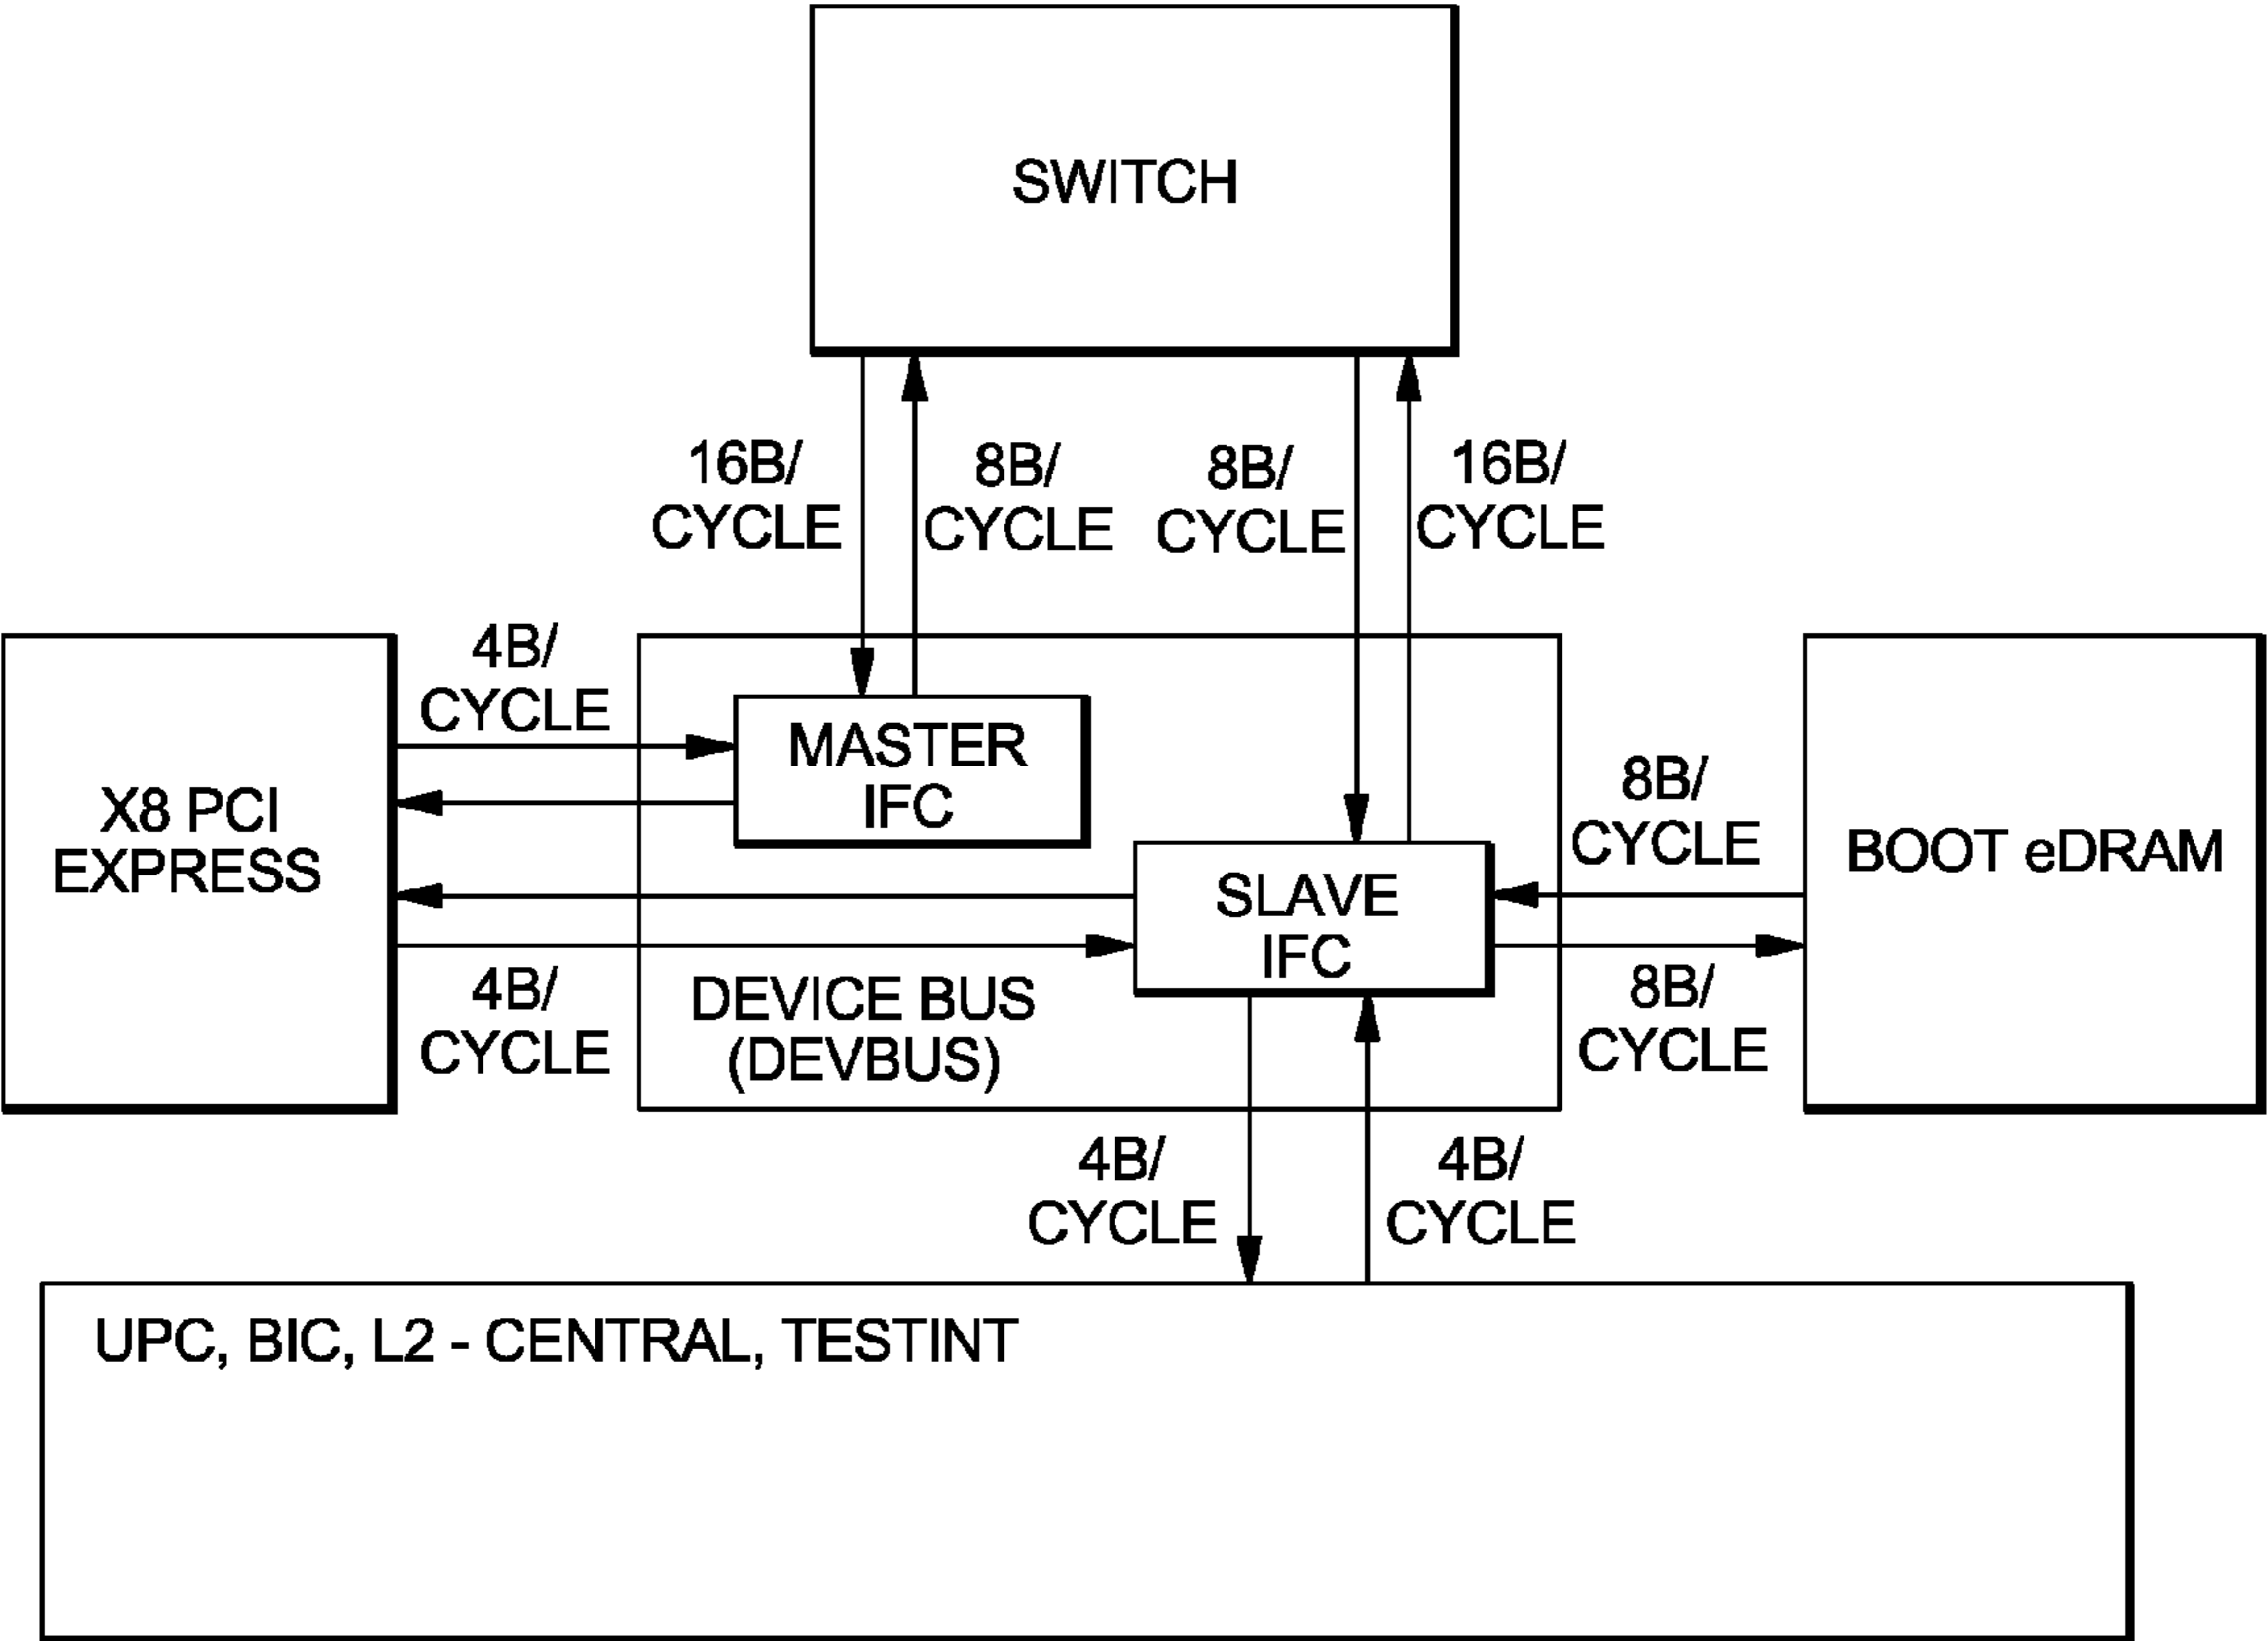 SWITCH
16B/
CYCLE
8B/
CYCLE
8B/
CYCLE
16B/
CYCLE
4B/
CYCLE
X8 PCI
EXPRESS
4B/
CYCLE
MASTER
IFC
SLAVE
IFC
DEVICE BUS
(DEVBUS)
8B/
CYCLE
8B/
CYCLE
BOOT eDRAM
4B/
CYCLE
4B/
CYCLE
UPC, BIC, L2 - CENTRAL, TESTINT